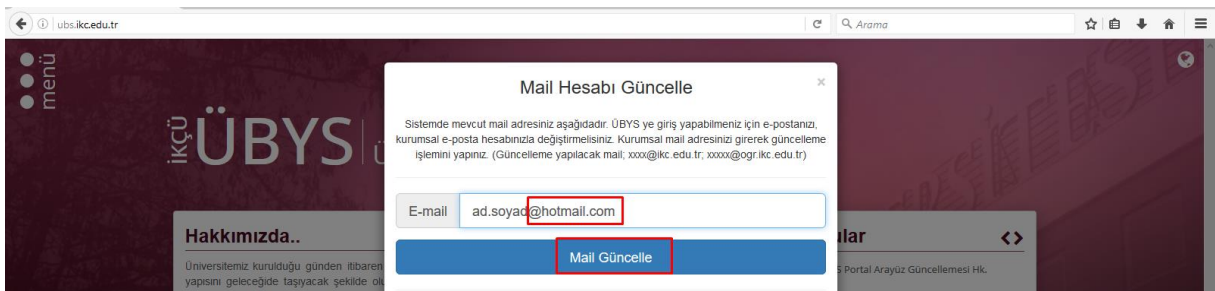 ubs.ikc.edu.tr
Arama
menü
Mail Hesabı Güncelle
×
Sistemde mevcut mail adresiniz aşağıdadır. ÜBYS ye giriş yapabilmeniz için e-postanızı,
kurumsal e-posta hesabınızla değiştirmelisiniz. Kurumsal mail adresinizi girerek güncelleme
işlemini yapınız. (Güncelleme yapılacak mail; xxxx@ikc.edu.tr; xxxxx@ogr.ikc.edu.tr)
İKÇÜ
ÜBYS
E-mail ad.soyad@hotmail.com
Mail Güncelle
Hakkımızda..
Üniversitemiz kurulduğu günden itibaren
yapısını geleceğide taşıyacak şekilde
Portal Arayüz Güncellemesi Hk.